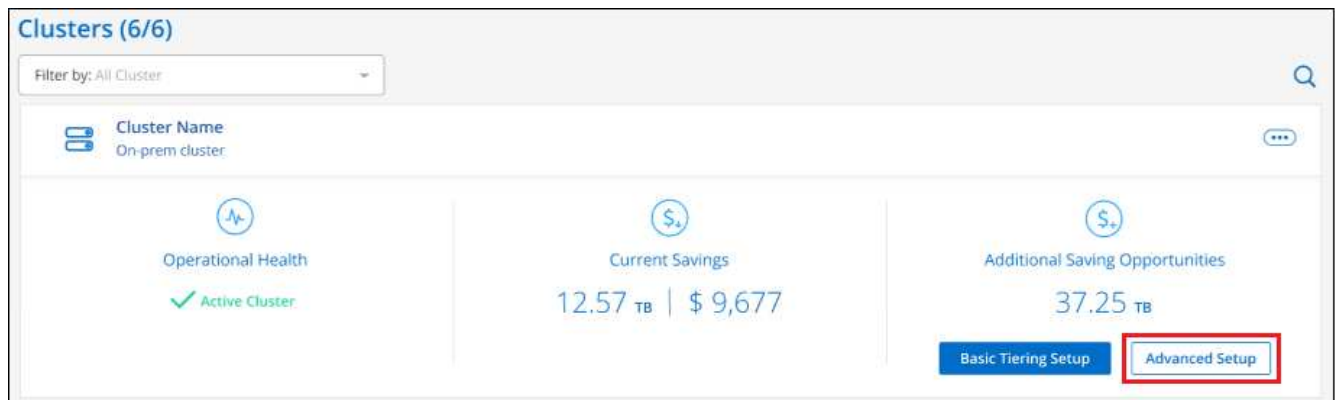 Clusters (6/6)
Filter by: All Cluster
Cluster Name
On-prem cluster
Operational Health
Active Cluster
Current Savings
12.57 TB | $ 9,677
Additional Saving Opportunities
37.25 TB
Basic Tiering Setup
Advanced Setup